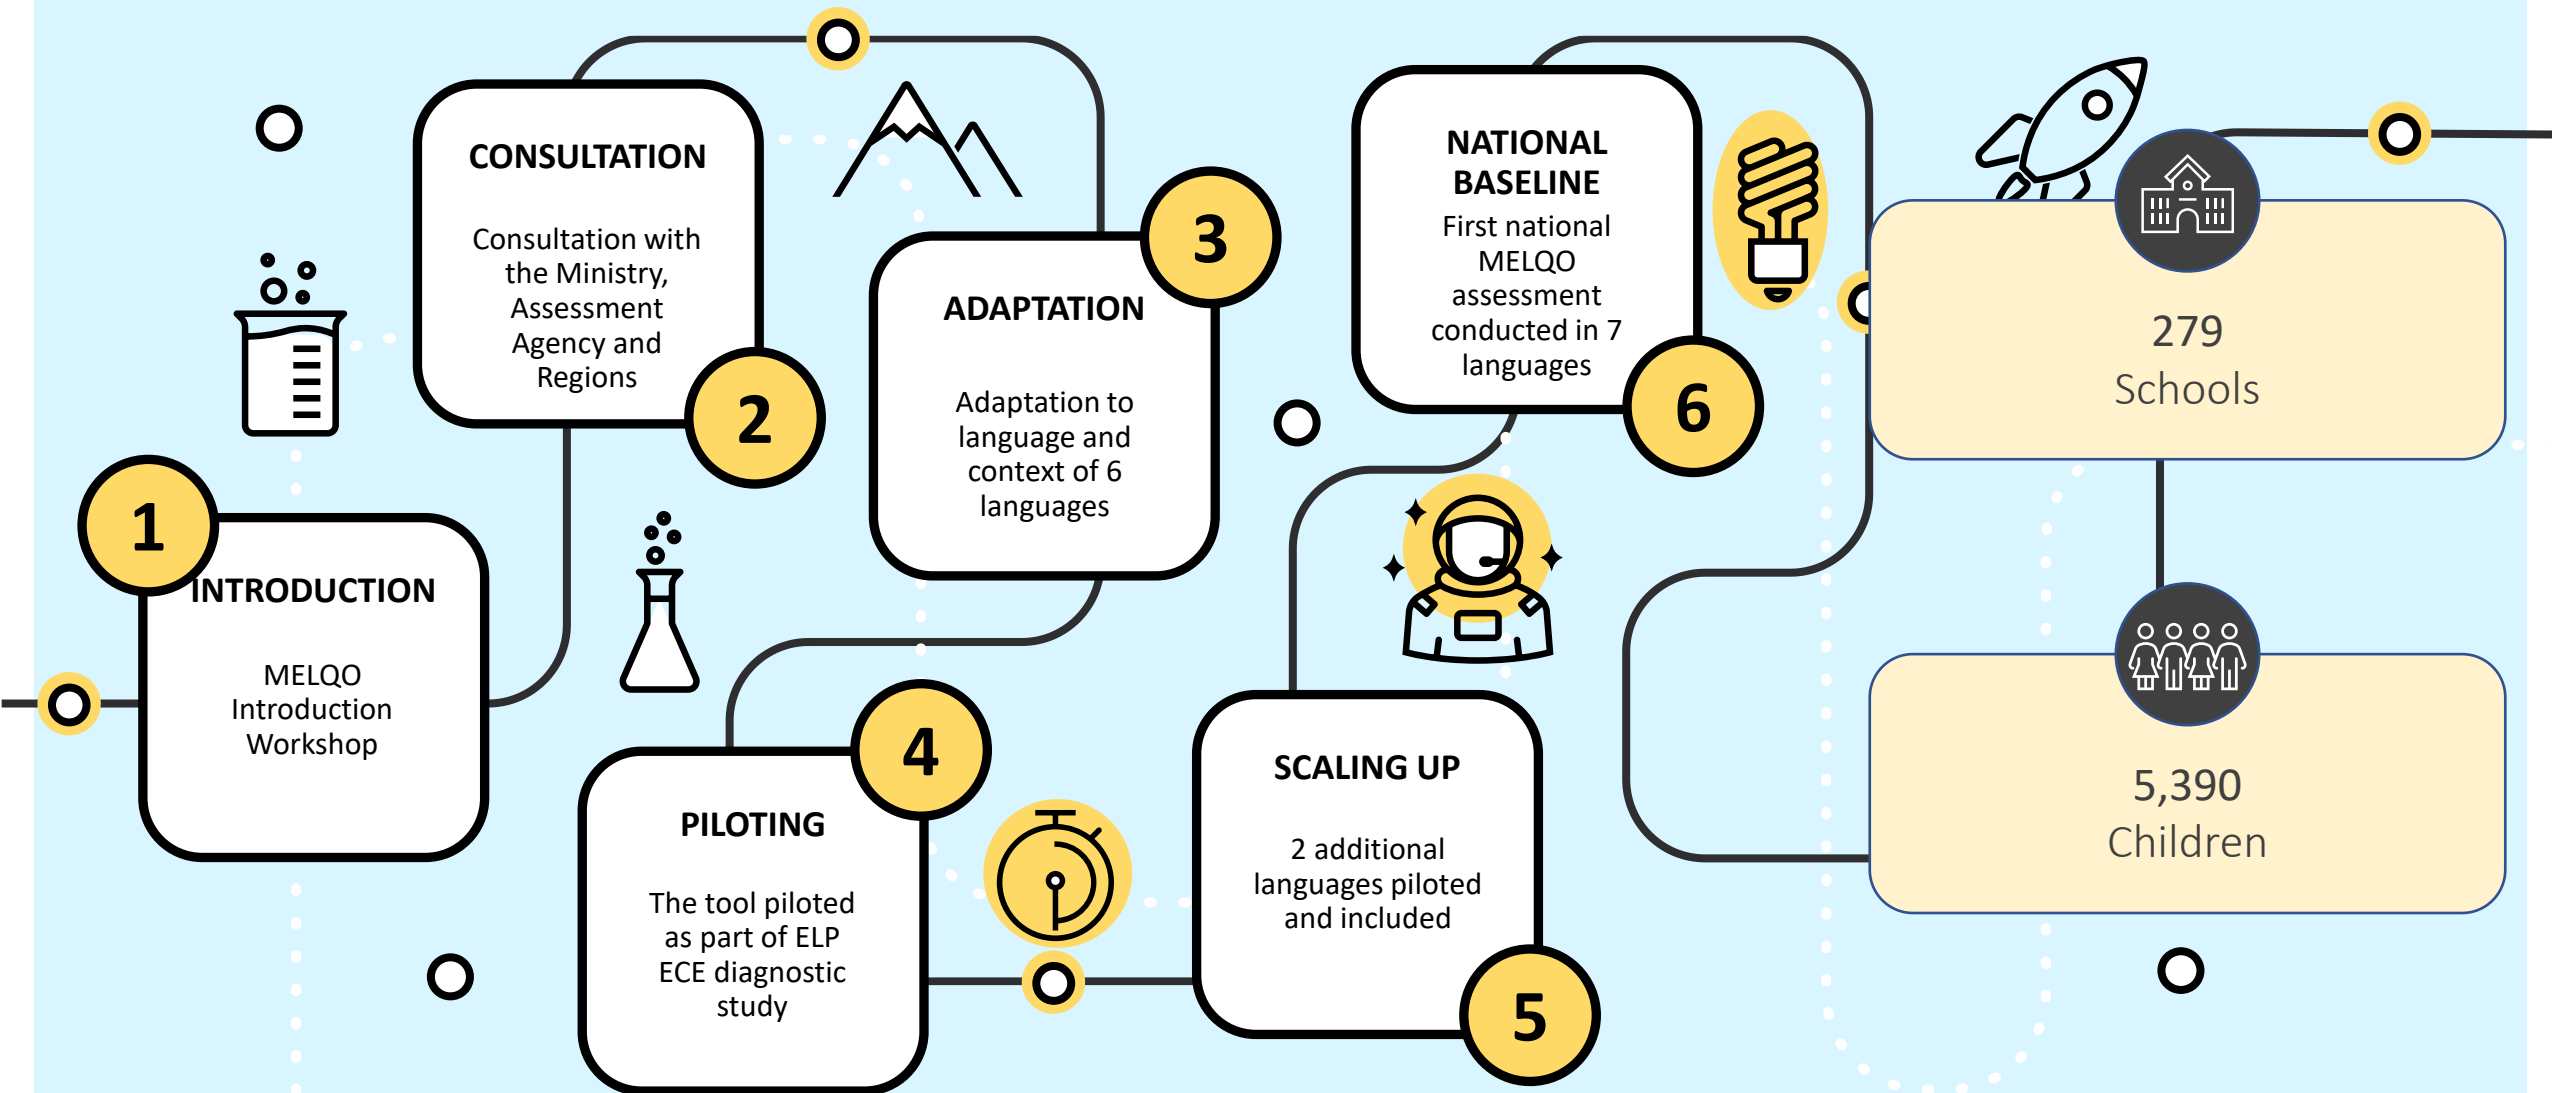 1
INTRODUCTION
MELQO
Introduction
Workshop
CONSULTATION
Consultation with
the Ministry,
Assessment
Agency and
Regions
2
3
ADAPTATION
Adaptation to
language and
context of 6
languages
4
PILOTING
The tool piloted
as part of ELP
ECE diagnostic
study
SCALING UP
2 additional
languages piloted
and included
5
NATIONAL
BASELINE
First national
MELQO
assessment
conducted in 7
languages
6
279
Schools
5,390
Children